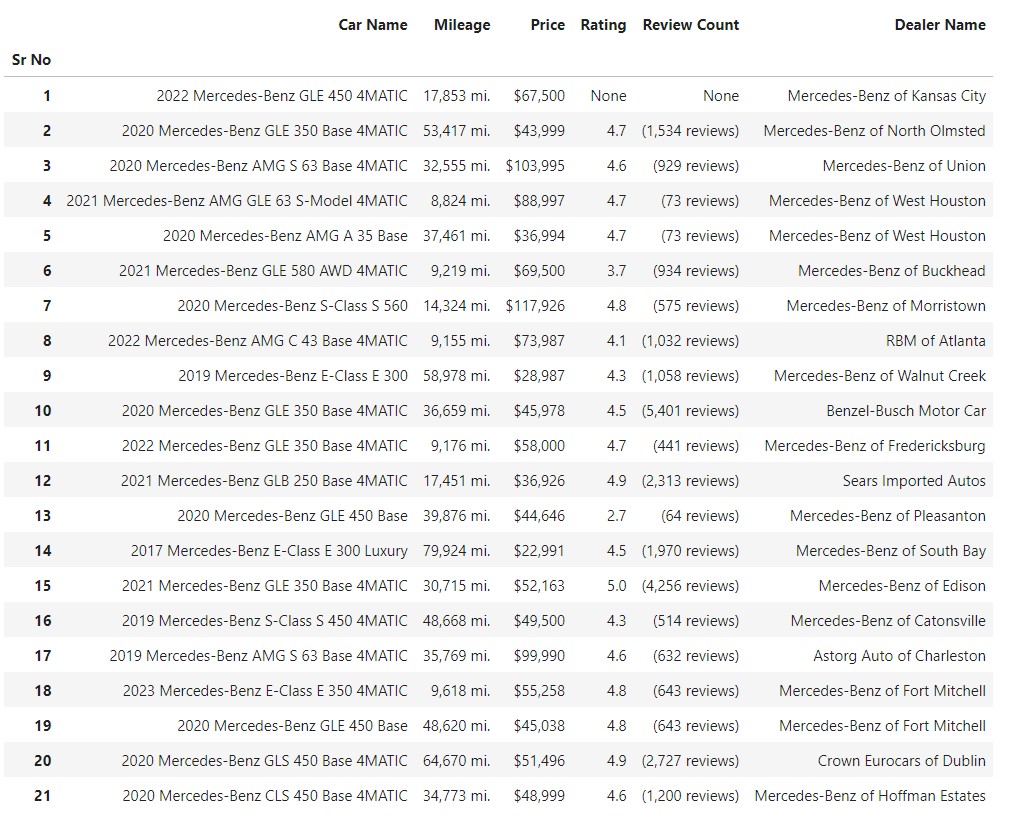 Car Name Mileage Price Rating Review Count Dealer Name
Sr No
1 2022 Mercedes-Benz GLE 450 4MATIC 17,853 mi. $67,500 None None Mercedes-Benz of Kansas City
2 2020 Mercedes-Benz GLE 350 Base 4MATIC 53,417 mi. $43,999 4.7 (1,534 reviews) Mercedes-Benz of North Olmsted
3 2020 Mercedes-Benz AMG S 63 Base 4MATIC 32,555 mi. $103,995 4.6 (929 reviews) Mercedes-Benz of Union
4 2021 Mercedes-Benz AMG GLE 63 S-Model 4MATIC 8,824 mi. $88,997 4.7 (73 reviews) Mercedes-Benz of West Houston
5 2020 Mercedes-Benz AMG A 35 Base 37,461 mi. $36,994 4.7 (73 reviews) Mercedes-Benz of West Houston
6 2021 Mercedes-Benz GLE 580 AWD 4MATIC 9,219 mi. $69,500 3.7 (934 reviews) Mercedes-Benz of Buckhead
7 2020 Mercedes-Benz S-Class S 560 14,324 mi. $117,926 4.8 (575 reviews) Mercedes-Benz of Morristown
8 2022 Mercedes-Benz AMG C 43 Base 4MATIC 9,155 mi. $73,987 4.1 (1,032 reviews) RBM of Atlanta
9 2019 Mercedes-Benz E-Class E 300 58,978 mi. $28,987 4.3 (1,058 reviews) Mercedes-Benz of Walnut Creek
10 2020 Mercedes-Benz GLE 350 Base 4MATIC 36,659 mi. $45,978 4.5 (5,401 reviews) Benzel-Busch Motor Car
11 2022 Mercedes-Benz GLE 350 Base 4MATIC 9,176 mi. $58,000 4.7 (441 reviews) Mercedes-Benz of Fredericksburg
12 2021 Mercedes-Benz GLB 250 Base 4MATIC 17,451 mi. $36,926 4.9 (2,313 reviews) Sears Imported Autos
13 2020 Mercedes-Benz GLE 450 Base 39,876 mi. $44,646 2.7 (64 reviews) Mercedes-Benz of Pleasanton
14 2017 Mercedes-Benz E-Class E 300 Luxury 79,924 mi. $22,991 4.5 (1,970 reviews) Mercedes-Benz of South Bay
15 2021 Mercedes-Benz GLE 350 Base 4MATIC 30,715 mi. $52,163 5.0 (4,256 reviews) Mercedes-Benz of Edison
16 2019 Mercedes-Benz S-Class S 450 4MATIC 48,668 mi. $49,500 4.3 (514 reviews) Mercedes-Benz of Catonsville
17 2019 Mercedes-Benz AMG S 63 Base 4MATIC 35,769 mi. $99,990 4.6 (632 reviews) Astorg Auto of Charleston
18 2023 Mercedes-Benz E-Class E 350 4MATIC 9,618 mi. $55,258 4.8 (643 reviews) Mercedes-Benz of Fort Mitchell
19 2020 Mercedes-Benz GLE 450 Base 48,620 mi. $45,038 4.8 (643 reviews) Mercedes-Benz of Fort Mitchell
20 2020 Mercedes-Benz GLS 450 Base 4MATIC 64,670 mi. $51,496 4.9 (2,727 reviews) Crown Eurocars of Dublin
21 2020 Mercedes-Benz CLS 450 Base 4MATIC 34,773 mi. $48,999 4.6 (1,200 reviews) Mercedes-Benz of Hoffman Estates